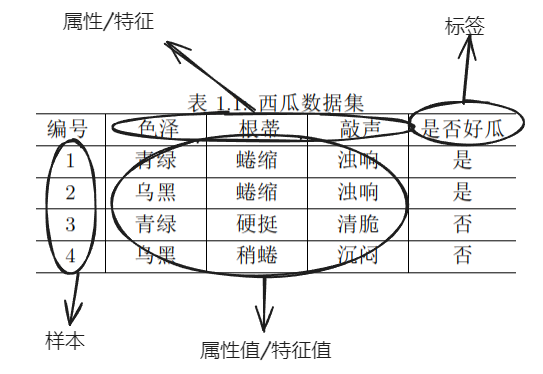 属性/特征
标签
表 1.1: 西瓜数据集
编号 色泽 根蒂 敲声 是否好瓜
1 青绿 蜷缩 浊响 是
2 乌黑 蜷缩 浊响 是
3 青绿 硬挺 清脆 否
4 乌黑 稍蜷 沉闷 否
样本
属性值/特征值